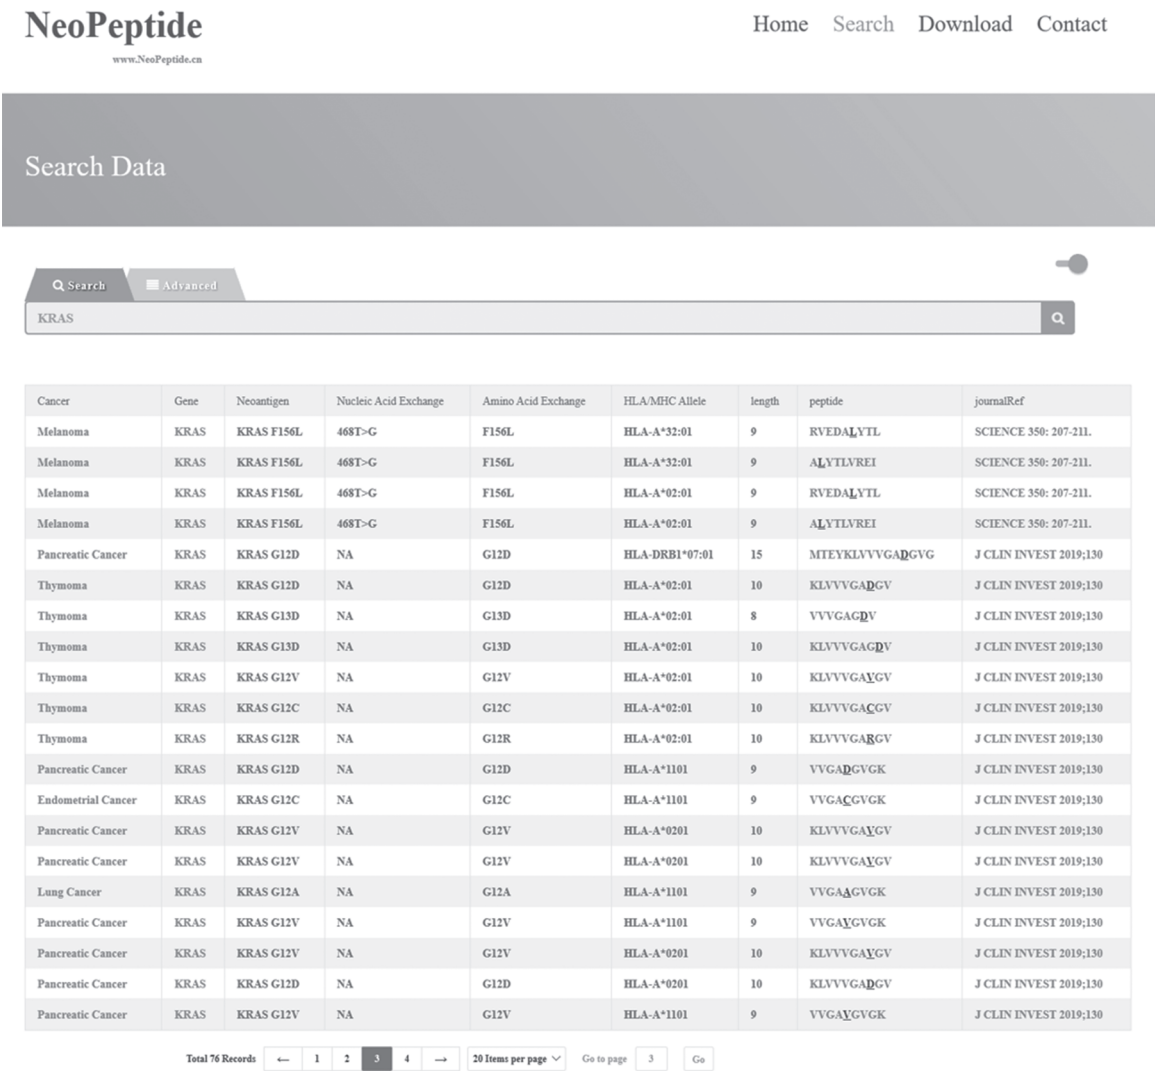 NeoPeptide
www.NeoPeptide.cn
Home Search Download Contact
Search Data
Search Advanced
KRAS
Cancer Gene Neoantigen Nucleic Acid Exchange Amino Acid Exchange HLA/MHC Allele length peptide journalRef
Melanoma KRAS KRAS F156L 468T>G F156L HLA-A*32:01 9 RVEDALYTL SCIENCE 350: 207-211.
Melanoma KRAS KRAS F156L 468T>G F156L HLA-A*32:01 9 ALYTLVREI SCIENCE 350: 207-211.
Melanoma KRAS KRAS F156L 468T>G F156L HLA-A*02:01 9 RVEDALYTL SCIENCE 350: 207-211.
Melanoma KRAS KRAS F156L 468T>G F156L HLA-A*02:01 9 ALYTLVREI SCIENCE 350: 207-211.
Pancreatic Cancer KRAS KRAS G12D NA G12D HLA-DRB1*07:01 15 MTEYKLVVVGADGVG J CLIN INVEST 2019;130
Thymoma KRAS KRAS G12D NA G12D HLA-A*02:01 10 KLVVVGADGV J CLIN INVEST 2019;130
Thymoma KRAS KRAS G13D NA G13D HLA-A*02:01 8 VVVGAGDV J CLIN INVEST 2019;130
Thymoma KRAS KRAS G13D NA G13D HLA-A*02:01 10 KLVVVGAGDV J CLIN INVEST 2019;130
Thymoma KRAS KRAS G12V NA G12V HLA-A*02:01 10 KLVVVGAVGV J CLIN INVEST 2019;130
Thymoma KRAS KRAS G12C NA G12C HLA-A*02:01 10 KLVVVGACGV J CLIN INVEST 2019;130
Thymoma KRAS KRAS G12R NA G12R HLA-A*02:01 10 KLVVVGARGV J CLIN INVEST 2019;130
Pancreatic Cancer KRAS KRAS G12D NA G12D HLA-A*1101 9 VVGADGVGK J CLIN INVEST 2019;130
Endometrial Cancer KRAS KRAS G12C NA G12C HLA-A*1101 9 VVGACGVGK J CLIN INVEST 2019;130
Pancreatic Cancer KRAS KRAS G12V NA G12V HLA-A*0201 10 KLVVVGAVGV J CLIN INVEST 2019;130
Pancreatic Cancer KRAS KRAS G12V NA G12V HLA-A*0201 10 KLVVVGAVGV J CLIN INVEST 2019;130
Lung Cancer KRAS KRAS G12A NA G12A HLA-A*1101 9 VVGAAGVGK J CLIN INVEST 2019;130
Pancreatic Cancer KRAS KRAS G12V NA G12V HLA-A*1101 9 VVGAVGVGK J CLIN INVEST 2019;130
Pancreatic Cancer KRAS KRAS G12V NA G12V HLA-A*0201 10 KLVVVGAVGV J CLIN INVEST 2019;130
Pancreatic Cancer KRAS KRAS G12D NA G12D HLA-A*0201 10 KLVVVGADGV J CLIN INVEST 2019;130
Pancreatic Cancer KRAS KRAS G12V NA G12V HLA-A*1101 9 VVGAVGVGK J CLIN INVEST 2019;130
Total 76 Records ← 1 2 3 4 → 20 Items per page Go to page 3 Go